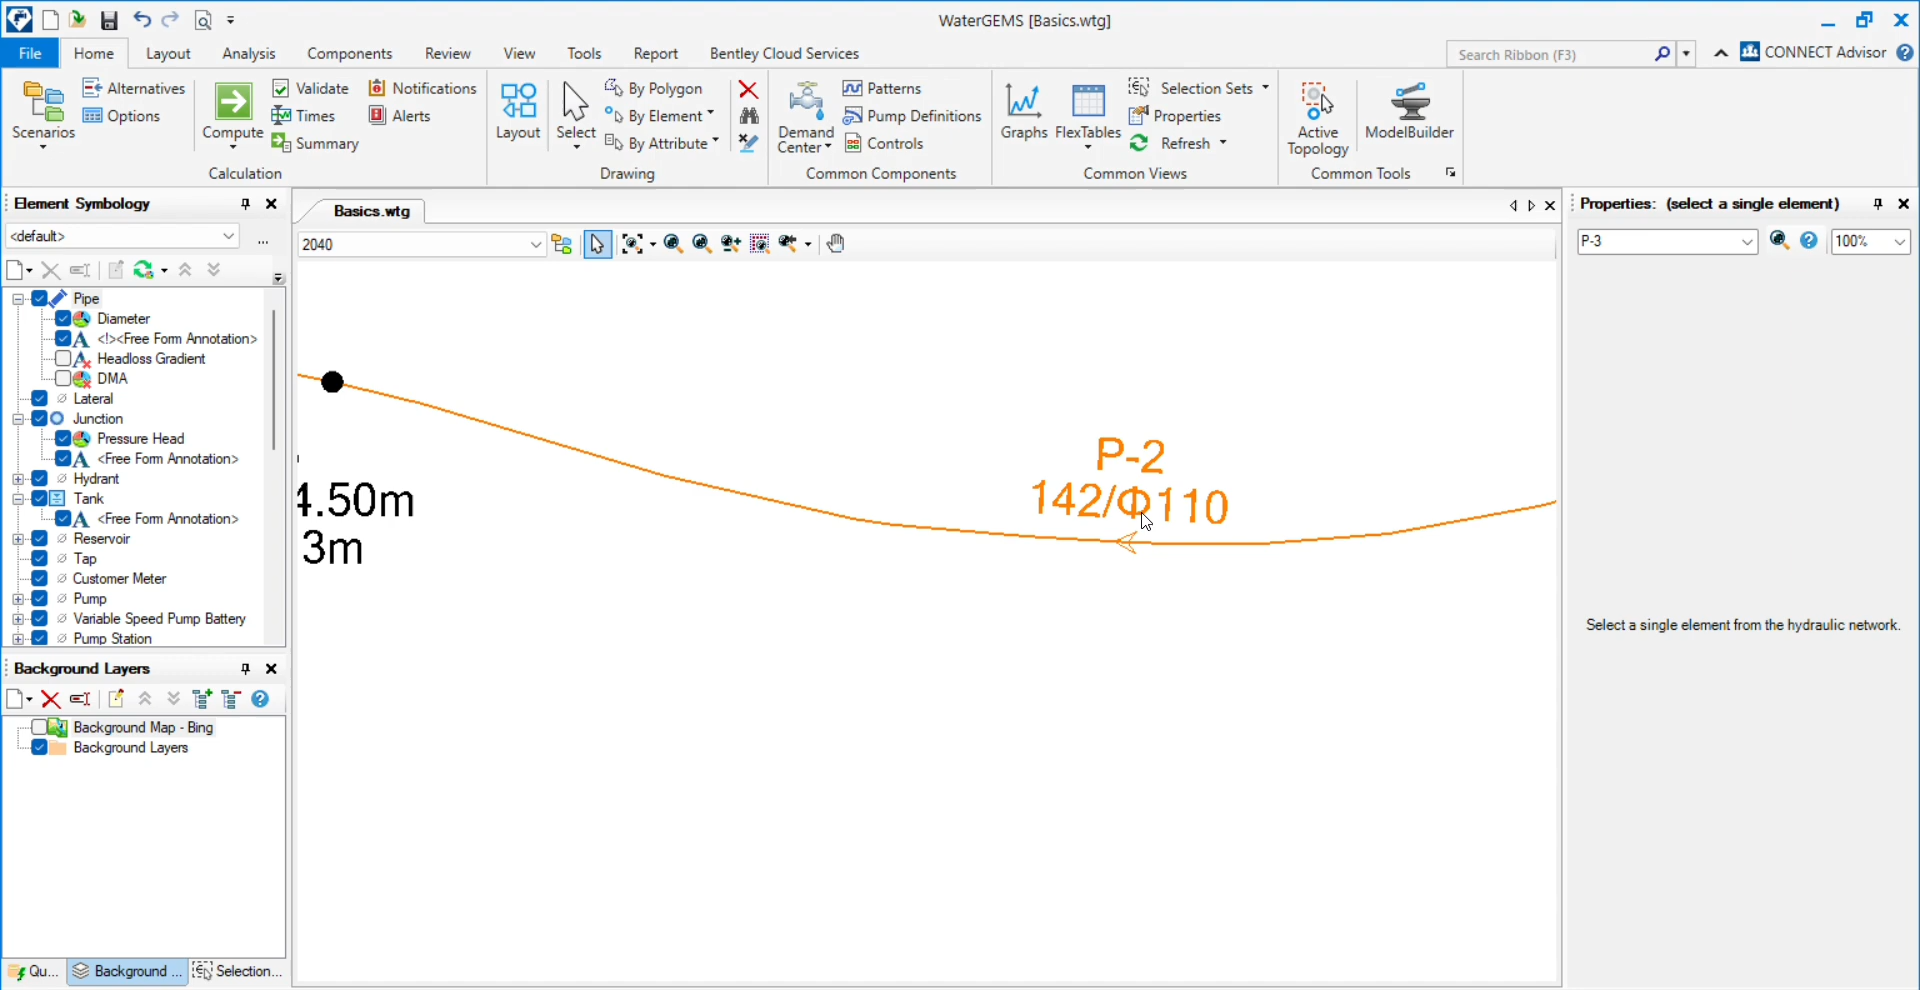 WaterGEMS [Basics.wtg]
File Home Layout Analysis Components Review View Tools Report Bentley Cloud Services
Search Ribbon (F3)
CONNECT Advisor
Scenarios
Alternatives
Options
Compute
Validate
Times
Summary
Notifications
Alerts
Calculation
Layout
Select
By Polygon
By Element
By Attribute
Drawing
Demand
Center
Patterns
Pump Definitions
Controls
Common Components
Graphs
FlexTables
Selection Sets
Properties
Refresh
Common Views
Active
Topology
ModelBuilder
Common Tools
Element Symbology
<default>
...
Pipe
Diameter
<!><Free Form Annotation>
Headloss Gradient
DMA
Lateral
Junction
Pressure Head
<Free Form Annotation>
Hydrant
Tank
<Free Form Annotation>
Reservoir
Tap
Customer Meter
Pump
Variable Speed Pump Battery
Pump Station
Background Layers
Background Map - Bing
Background Layers
Qu...
Background ...
Selection...
Basics.wtg
2040
4.50m
3m
P-2
142/Φ110
Properties: (select a single element)
P-3
100%
Select a single element from the hydraulic network.